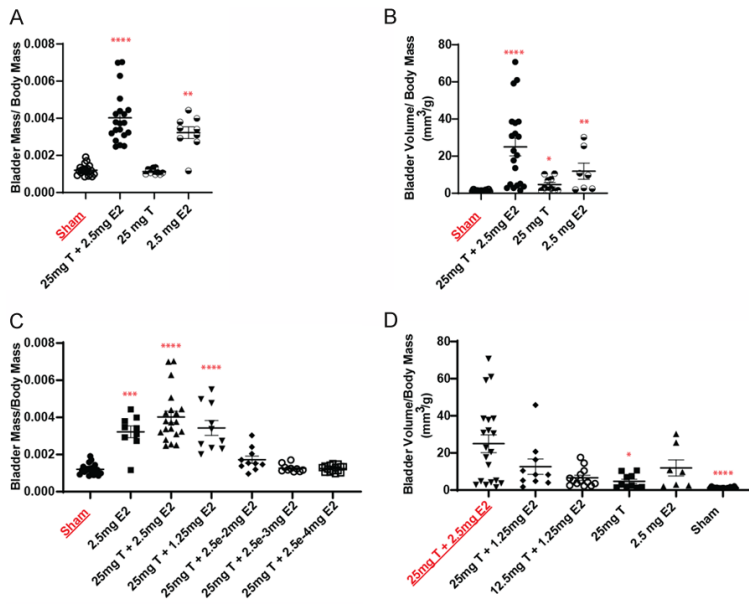 A
Bladder Mass/ Body Mass
0.008
0.006
0.004
0.002
0.000
****
**
Sham
25mg T + 2.5mg E2
25 mg T
2.5 mg E2
B
Bladder Volume/ Body Mass
(mm³/g)
80
60
40
20
0
****
*
**
Sham
25mg T + 2.5mg E2
25 mg T
2.5 mg E2
C
Bladder Mass/Body Mass
0.008
0.006
0.004
0.002
0.000
***
****
****
Sham
2.5mg E2
25mg T + 2.5mg E2
25mg T + 1.25mg E2
25mg T + 2.5e-2mg E2
25mg T + 2.5e-3mg E2
25mg T + 2.5e-4mg E2
D
Bladder Volume/Body Mass
(mm³/g)
80
60
40
20
0
*
****
25mg T + 2.5mg E2
25mg T + 1.25mg E2
12.5mg T + 1.25mg E2
25mg T
2.5 mg E2
Sham